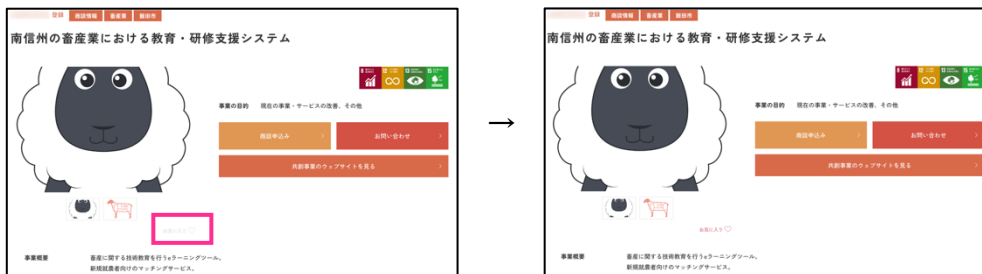 登録 商談情報 畜産業 飯田市
南信州の畜産業における教育・研修支援システム
事業の目的 現在の事業・サービスの改善、その他
商談申込み お問い合わせ
共創事業のウェブサイトを見る
お気に入り
事業概要 畜産に関する技術教育を行うeラーニングツール。
新規就農者向けのマッチングサービス。
→
登録 商談情報 畜産業 飯田市
南信州の畜産業における教育・研修支援システム
事業の目的 現在の事業・サービスの改善、その他
商談申込み お問い合わせ
共創事業のウェブサイトを見る
お気に入り
事業概要 畜産に関する技術教育を行うeラーニングツール。
新規就農者向けのマッチングサービス。